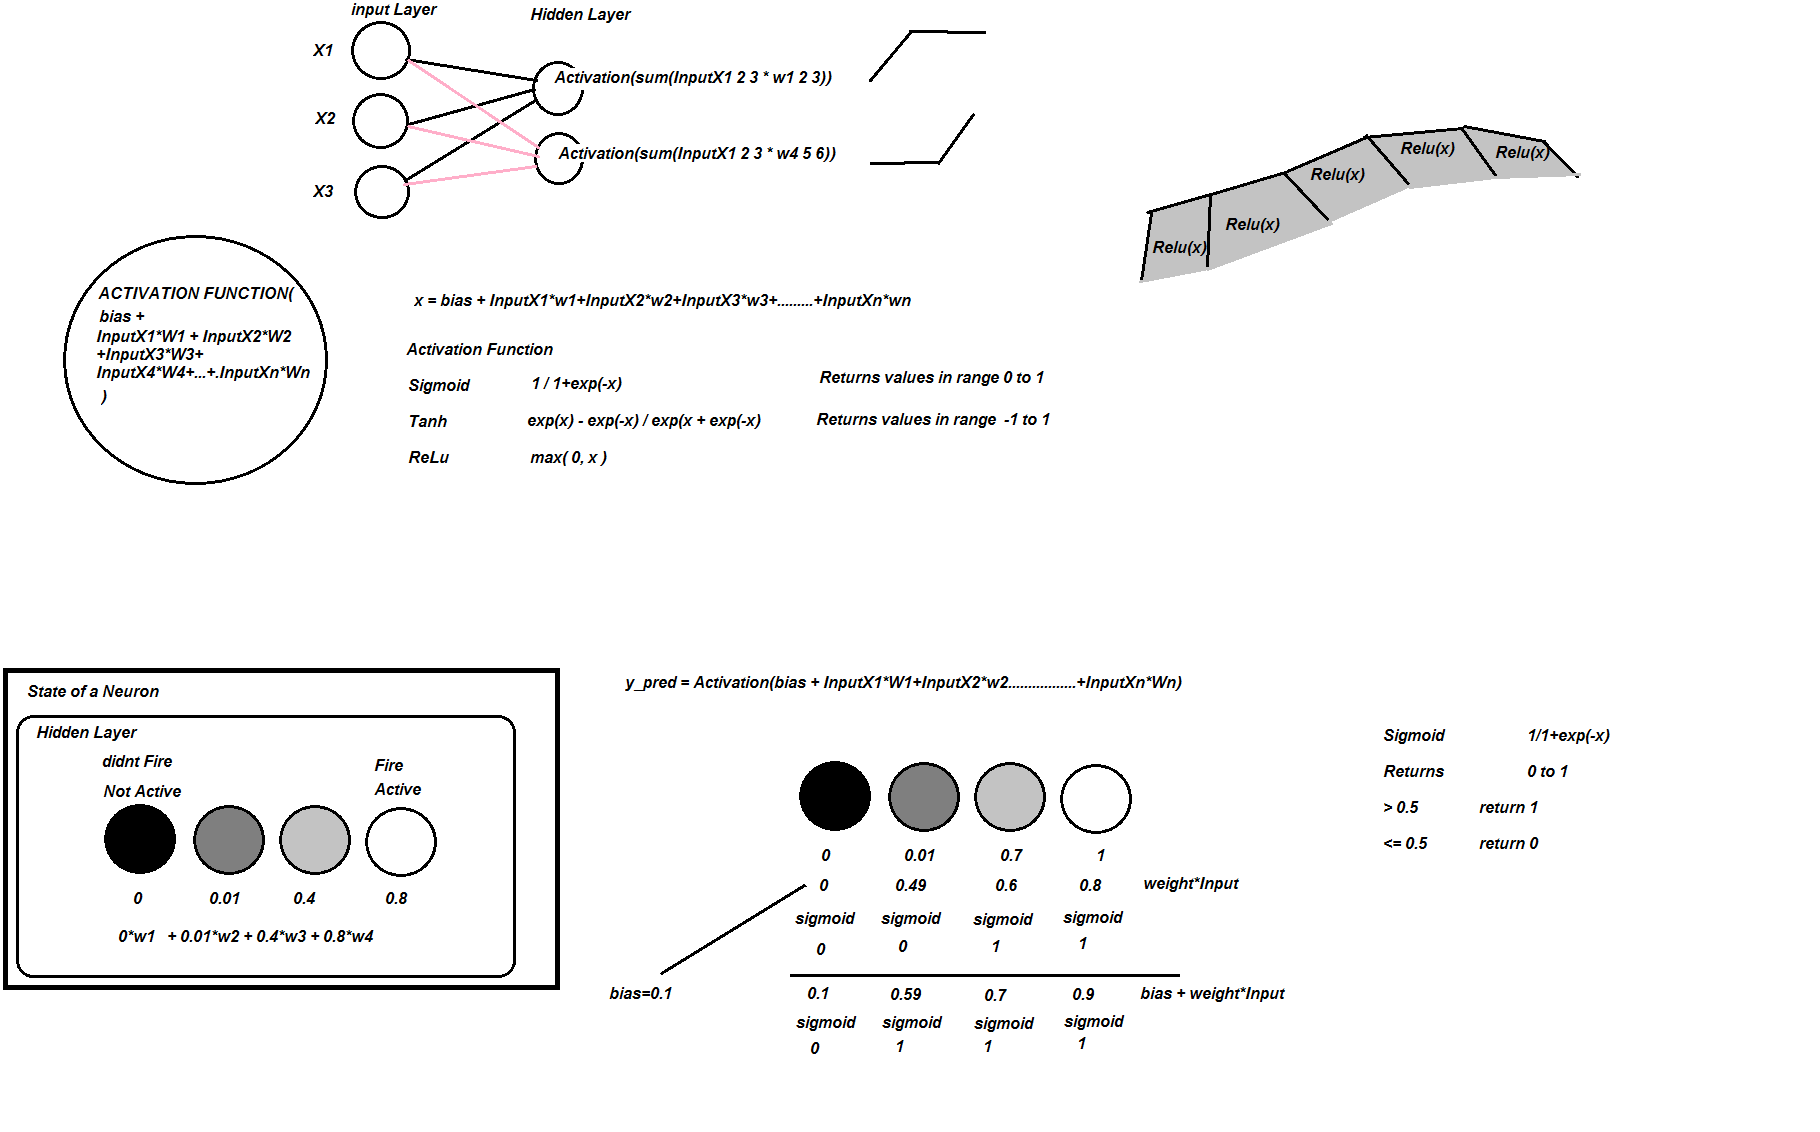 input Layer
Hidden Layer
X1
Activation(sum(InputX1 2 3 * w1 2 3))
X2
Activation(sum(InputX1 2 3 * w4 5 6))
X3
Relu(x)
Relu(x)
Relu(x)
Relu(x)
Relu(x)
ACTIVATION FUNCTION(
bias +
InputX1*W1 + InputX2*W2
+InputX3*W3+
InputX4*W4+...+.InputXn*Wn
)
x = bias + InputX1*w1+InputX2*w2+InputX3*w3+.........+InputXn*wn
Activation Function
Sigmoid 1 / 1+exp(-x) Returns values in range 0 to 1
Tanh exp(x) - exp(-x) / exp(x + exp(-x) Returns values in range -1 to 1
ReLu max( 0, x )
State of a Neuron
Hidden Layer
didnt Fire Fire
Not Active Active
0 0.01 0.4 0.8
0*w1 + 0.01*w2 + 0.4*w3 + 0.8*w4
y_pred = Activation(bias + InputX1*W1+InputX2*w2.................+InputXn*Wn)
0 0.01 0.7 1
0 0.49 0.6 0.8 weight*Input
sigmoid sigmoid sigmoid sigmoid
0 0 1 1
bias=0.1 0.1 0.59 0.7 0.9 bias + weight*Input
sigmoid sigmoid sigmoid sigmoid
0 1 1 1
Sigmoid 1/1+exp(-x)
Returns 0 to 1
> 0.5 return 1
<= 0.5 return 0